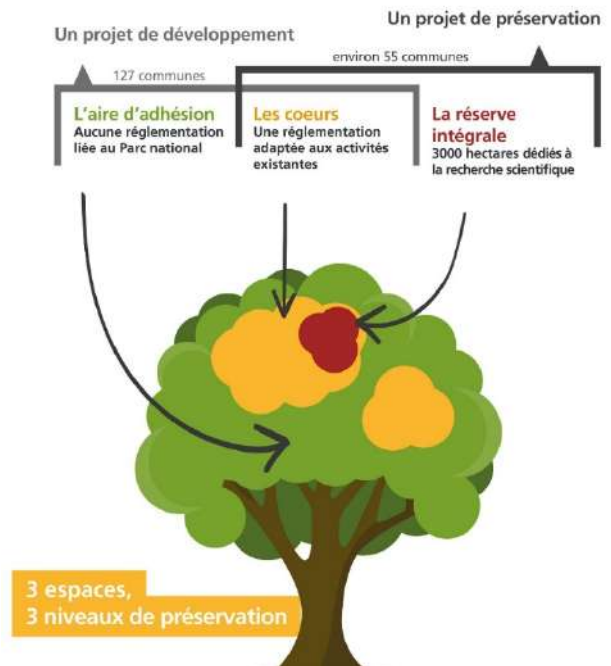 Un projet de préservation
Un projet de développement
environ 55 communes
127 communes
L'aire d'adhésion
Aucune réglementation
liée au Parc national
Les coeurs
Une réglementation
adaptée aux activités
existantes
La réserve
intégrale
3000 hectares dédiés à
la recherche scientifique
3 espaces,
3 niveaux de préservation